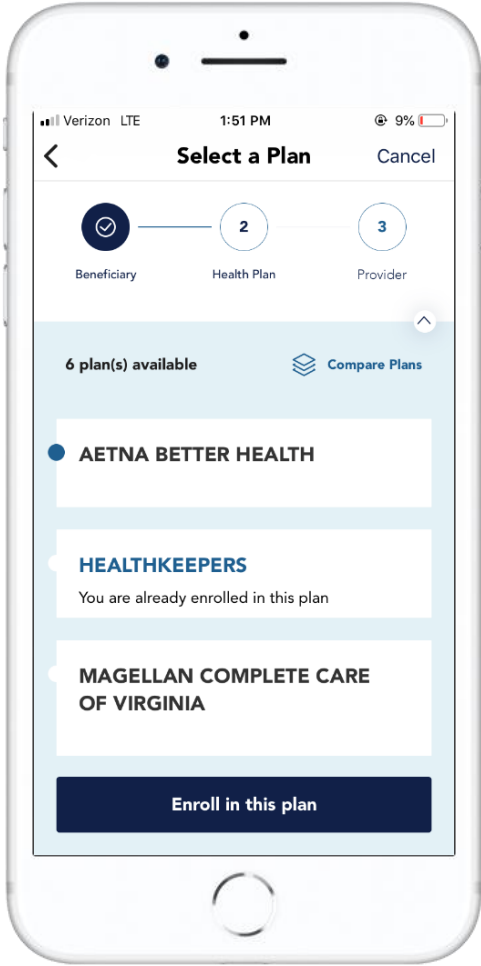 Verizon LTE 1:51 PM 9%
Select a Plan Cancel
2 3
Beneficiary Health Plan Provider
6 plan(s) available Compare Plans
AETNA BETTER HEALTH
HEALTHKEEPERS
You are already enrolled in this plan
MAGELLAN COMPLETE CARE
OF VIRGINIA
Enroll in this plan